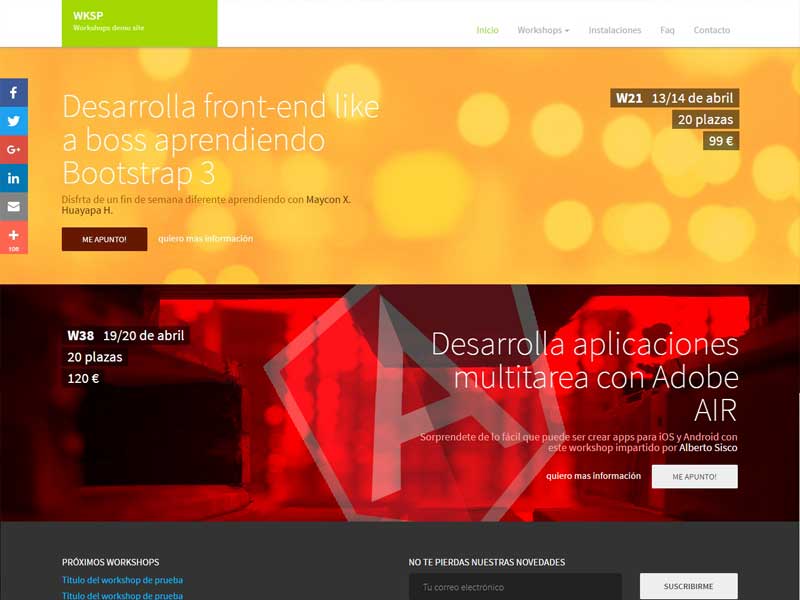 WKSP
Workshops demo site
Inicio Workshops Instalaciones Faq Contacto
Desarrolla front-end like
a boss aprendiendo
Bootstrap 3
Disfrta de un fin de semana diferente aprendiendo con Maycon X.
Huayapa H.
ME APUNTO! quiero mas información
W21 13/14 de abril
20 plazas
99 €
f
G+
in
+
108
W38 19/20 de abril
20 plazas
120 €
Desarrolla aplicaciones
multitarea con Adobe
AIR
Sorprendete de lo fácil que puede ser crear apps para iOS y Android con
este workshop impartido por Alberto Sisco
quiero mas información ME APUNTO!
PRÓXIMOS WORKSHOPS
Titulo del workshop de prueba
Titulo del workshop de prueba
NO TE PIERDAS NUESTRAS NOVEDADES
Tu correo electrónico SUSCRIBIRME